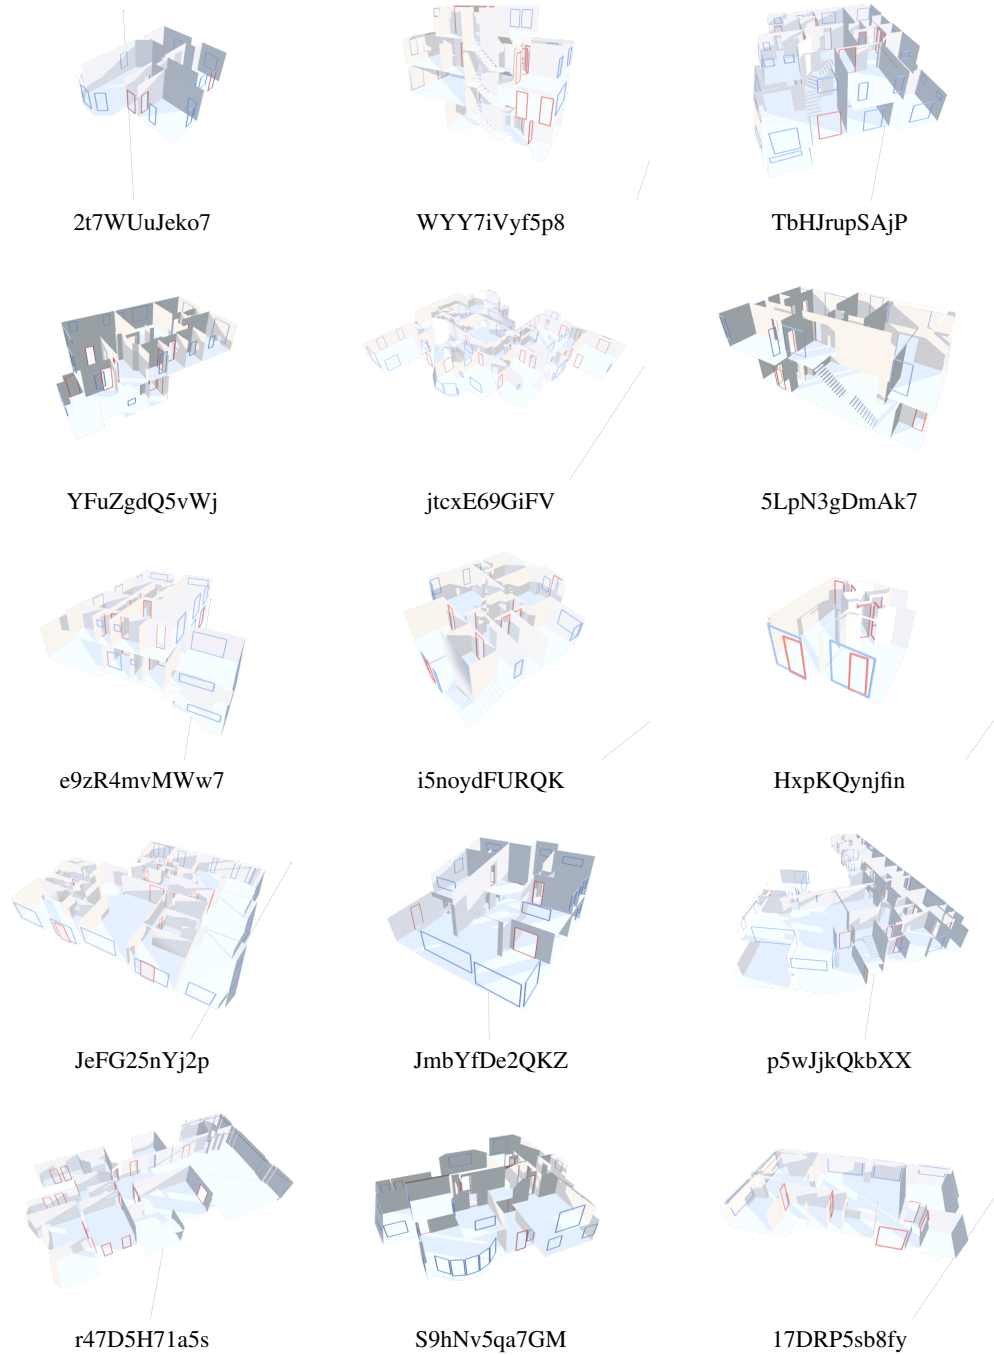 2t7WUuJeko7
WYY7iVyf5p8
TbHJrupSAjP
YFuZgdQ5vWj
jtcxE69GiFV
5LpN3gDmAk7
e9zR4mvMWw7
i5noydFURQK
HxpKQynjfin
JeFG25nYj2p
JmbYfDe2QKZ
p5wJjkQkbXX
r47D5H71a5s
S9hNv5qa7GM
17DRP5sb8fy